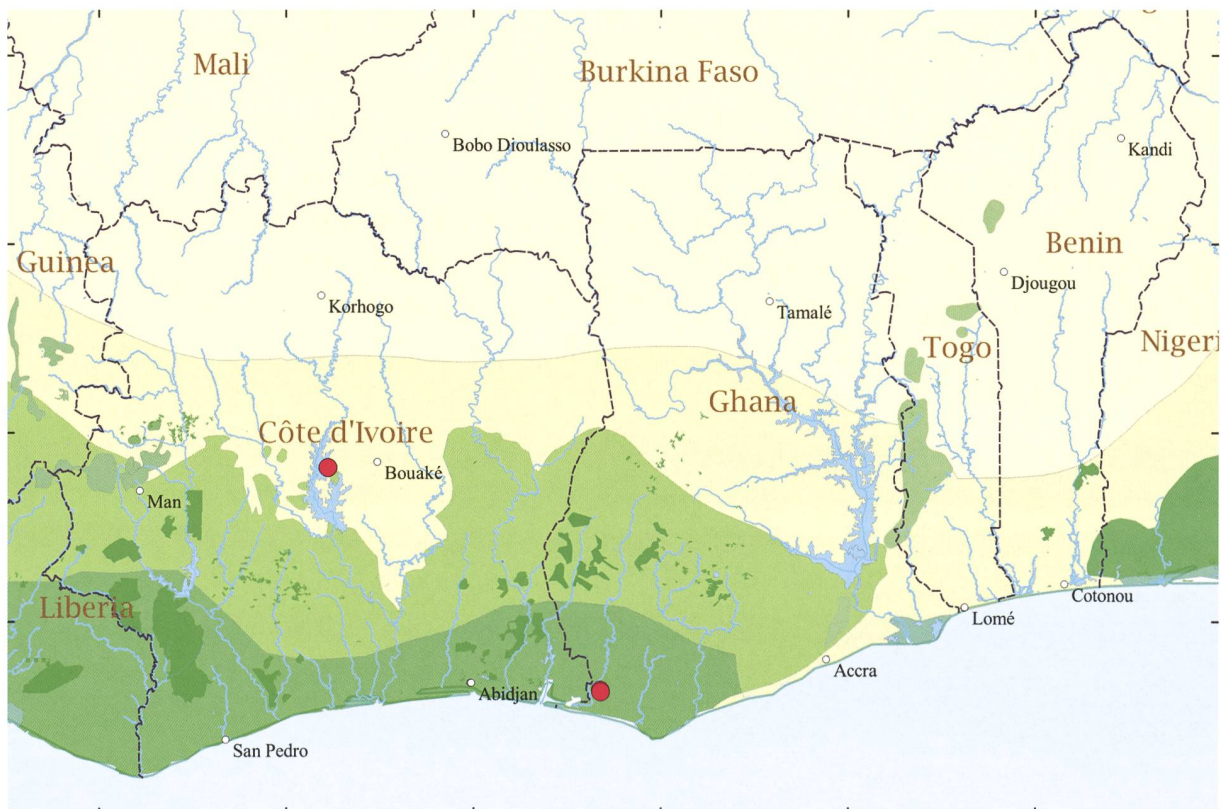 Mali
Burkina Faso
Bobo Dioulasso
Kandi
Guinea
Benin
Korhogo
Djougou
Tamalé
Togo
Nigeri
Ghana
Côte d'Ivoire
Bouaké
Man
Liberia
Cotonou
Lomé
Accra
Abidjan
San Pedro